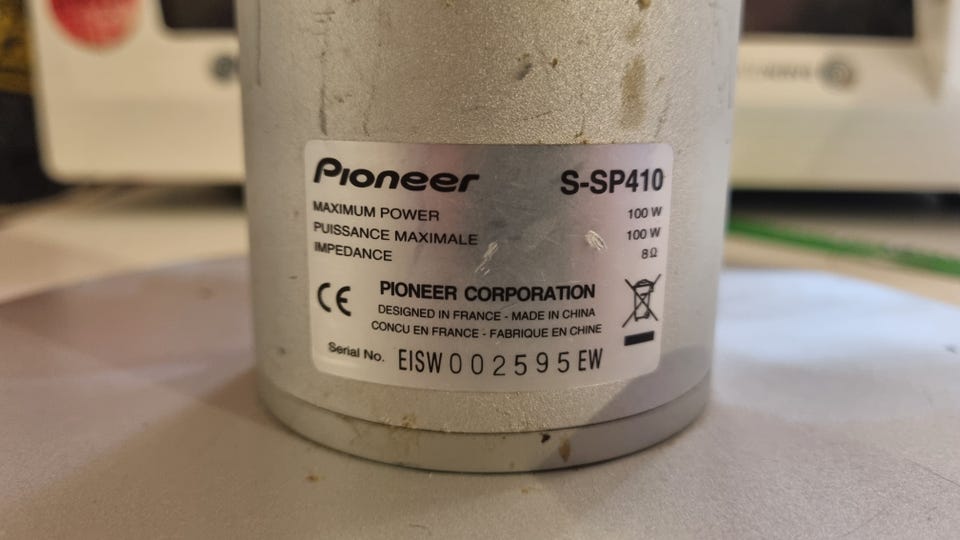 Pioneer S-SP410
MAXIMUM POWER 100 W
PUISSANCE MAXIMALE 100 W
IMPEDANCE 8Ω
CE PIONEER CORPORATION
DESIGNED IN FRANCE - MADE IN CHINA
CONCU EN FRANCE - FABRIQUE EN CHINE
Serial No. EISW002595EW